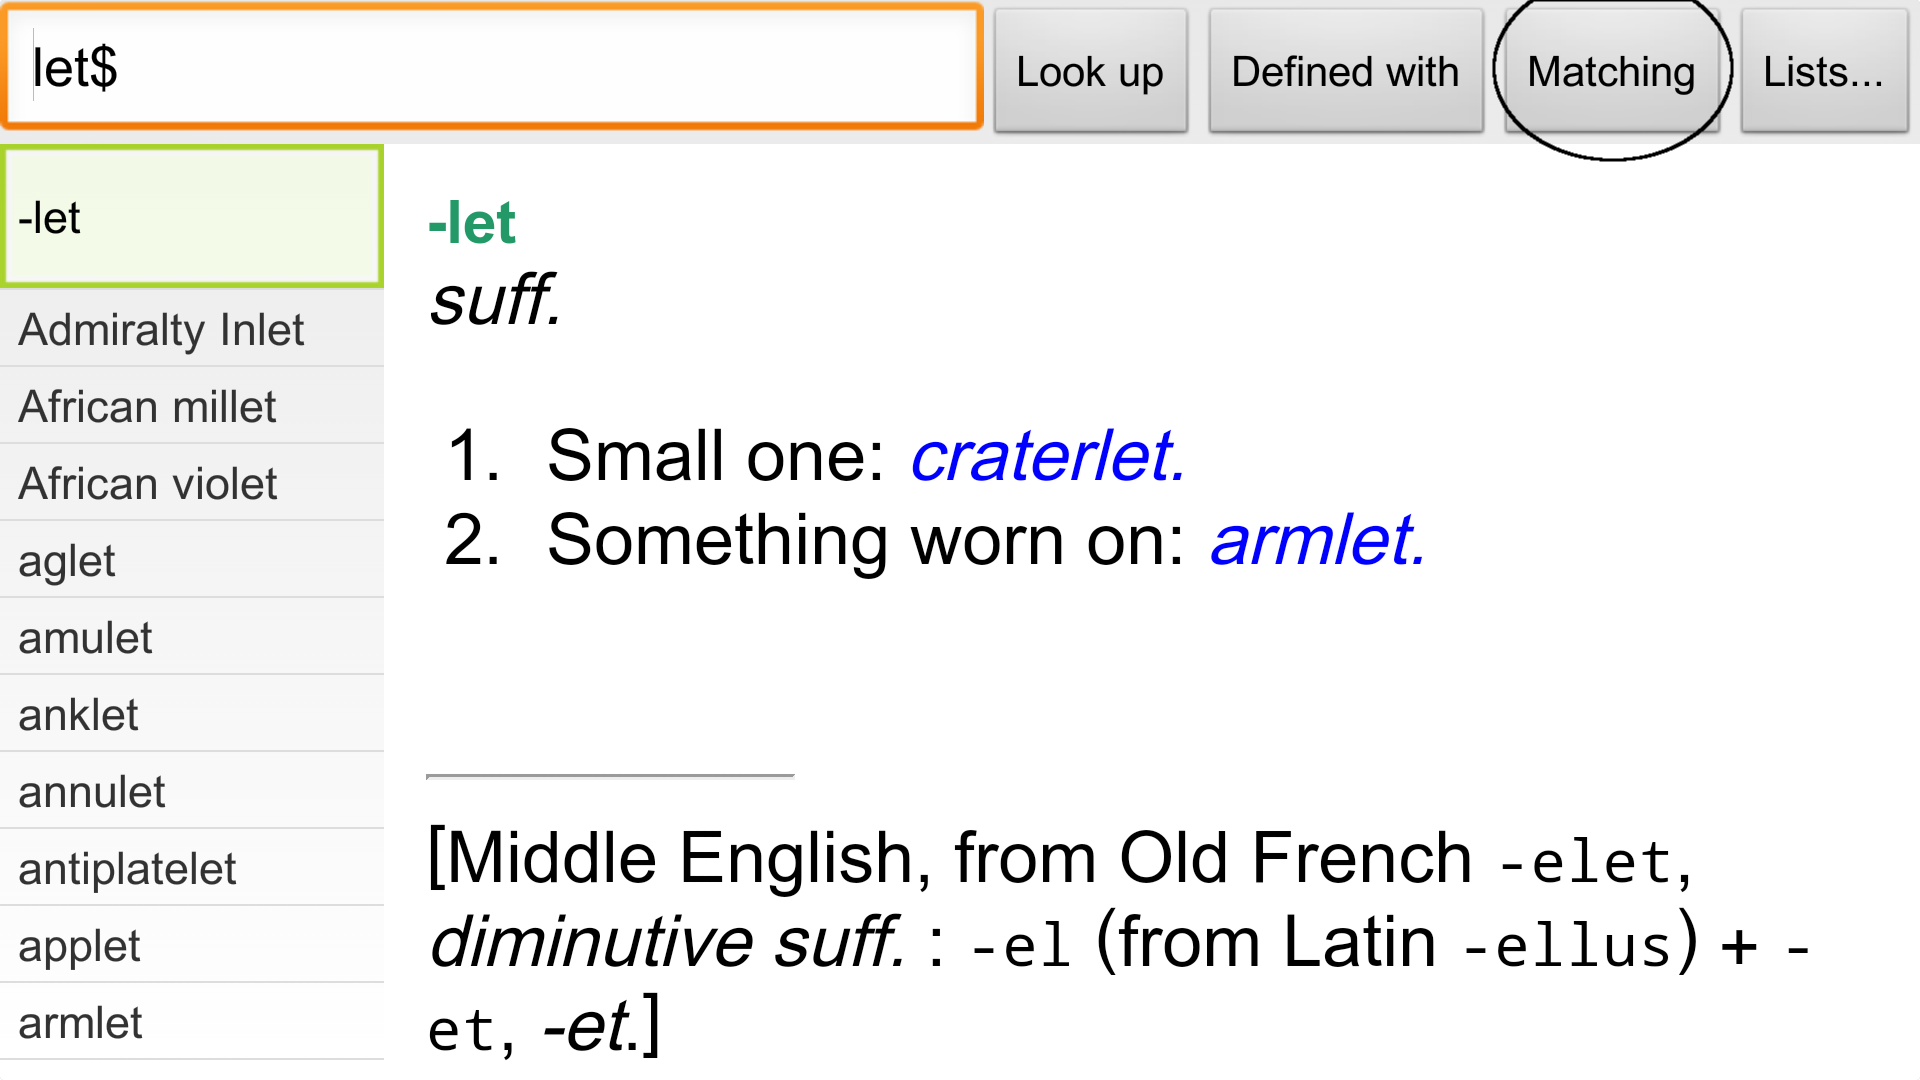 let$
Look up
Defined with
Matching
Lists...
-let
Admiralty Inlet
African millet
African violet
aglet
amulet
anklet
annulet
antiplatelet
applet
armlet
-let
suff.
1. Small one: craterlet.
2. Something worn on: armlet.
[Middle English, from Old French -elet,
diminutive suff. : -el (from Latin -ellus) + -
et, -et.]